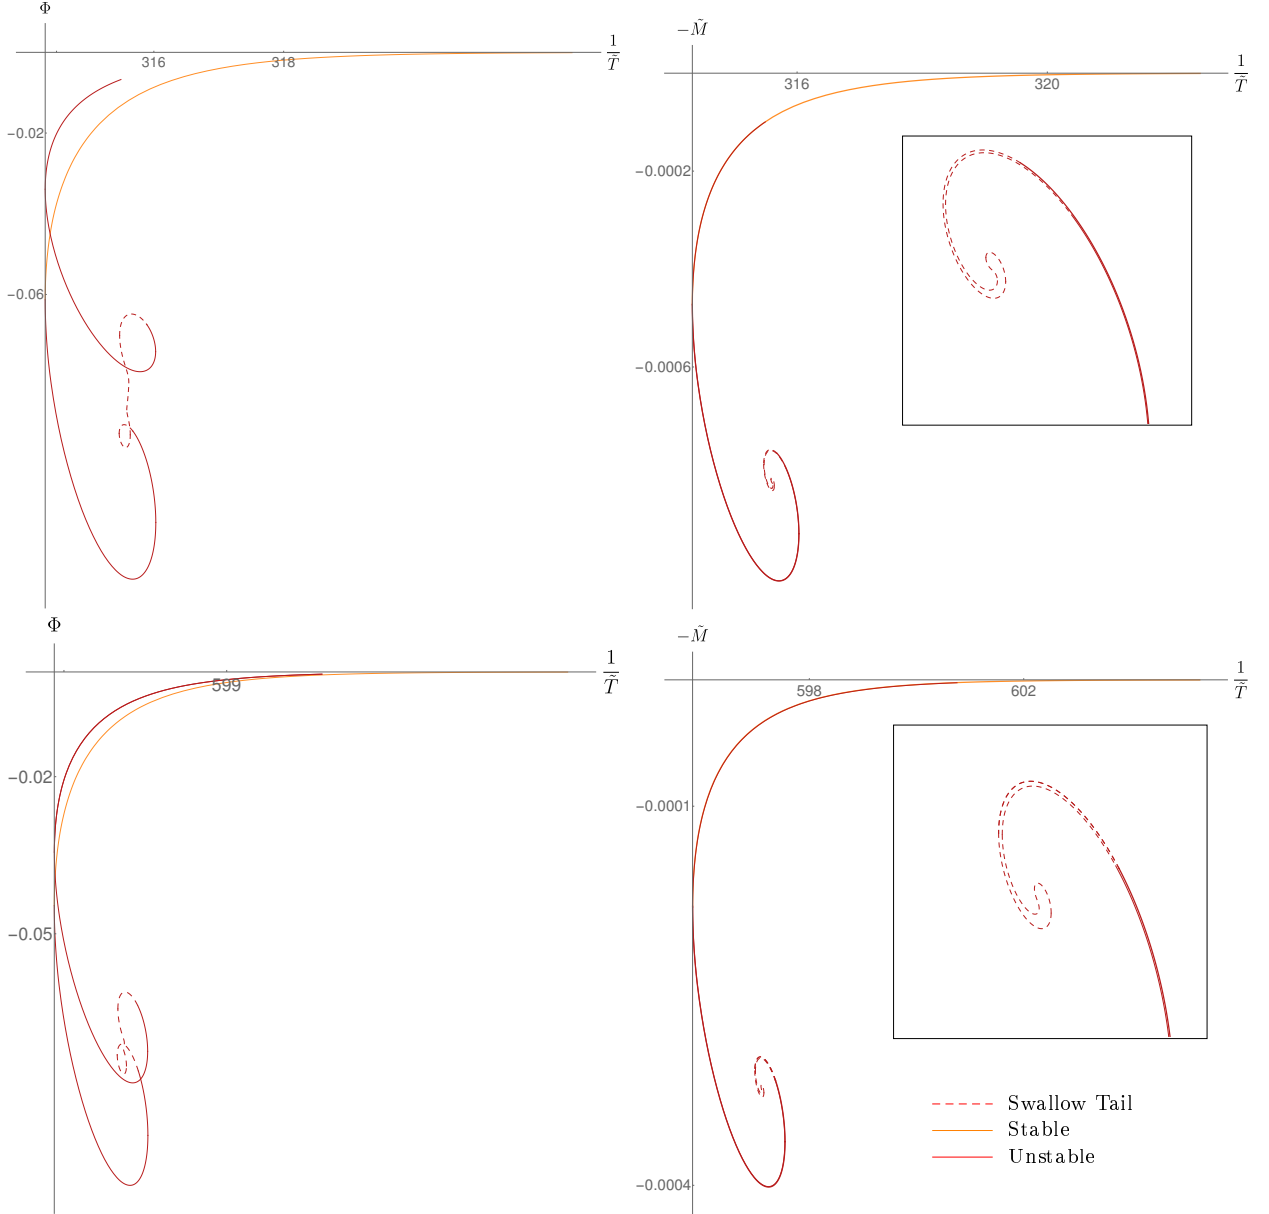 Φ
1
T̃
316
318
−0.02
−0.06
−M̃
1
T̃
316
320
−0.0002
−0.0006
Φ
1
T̃
599
−0.02
−0.05
−M̃
1
T̃
598
602
−0.0001
−0.0004
Swallow Tail
Stable
Unstable